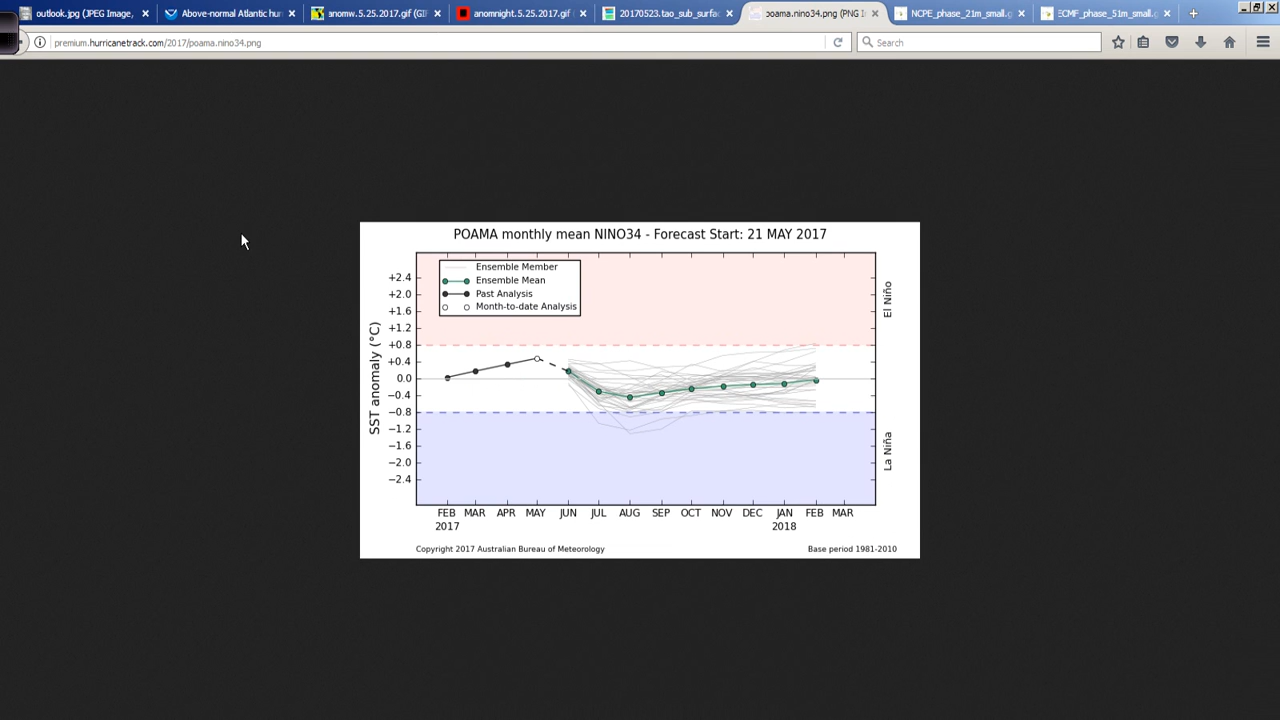 outlook.jpg (JPEG Image,
Above-normal Atlantic hur
anomw.5.25.2017.gif (GIF
anomnight.5.25.2017.gif
20170523.tao_sub_surfa
poama.nino34.png (PNG I
NCPE_phase_21m_small.g
ECMF_phase_51m_small.g
premium.hurricanetrack.com/2017/poama.nino34.png
Search
POAMA monthly mean NINO34 - Forecast Start: 21 MAY 2017
Ensemble Member
Ensemble Mean
Past Analysis
Month-to-date Analysis
SST anomaly (°C)
+2.4
+2.0
+1.6
+1.2
+0.8
+0.4
0.0
−0.4
−0.8
−1.2
−1.6
−2.0
−2.4
El Niño
La Niña
FEB MAR APR MAY JUN JUL AUG SEP OCT NOV DEC JAN FEB MAR
2017 2018
Copyright 2017 Australian Bureau of Meteorology
Base period 1981-2010